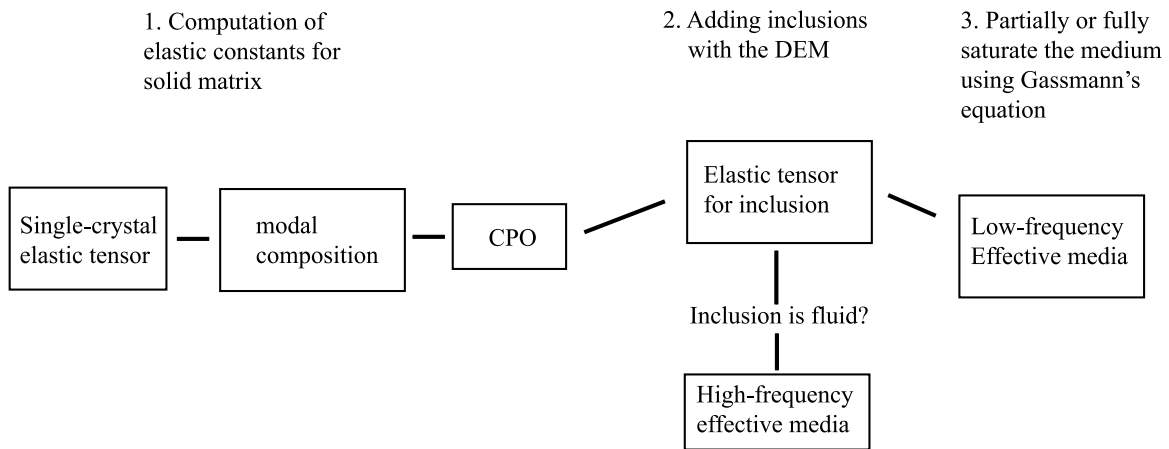 1. Computation of
elastic constants for
solid matrix
2. Adding inclusions
with the DEM
3. Partially or fully
saturate the medium
using Gassmann's
equation
Single-crystal
elastic tensor
modal
composition
CPO
Elastic tensor
for inclusion
Low-frequency
Effective media
Inclusion is fluid?
High-frequency
effective media